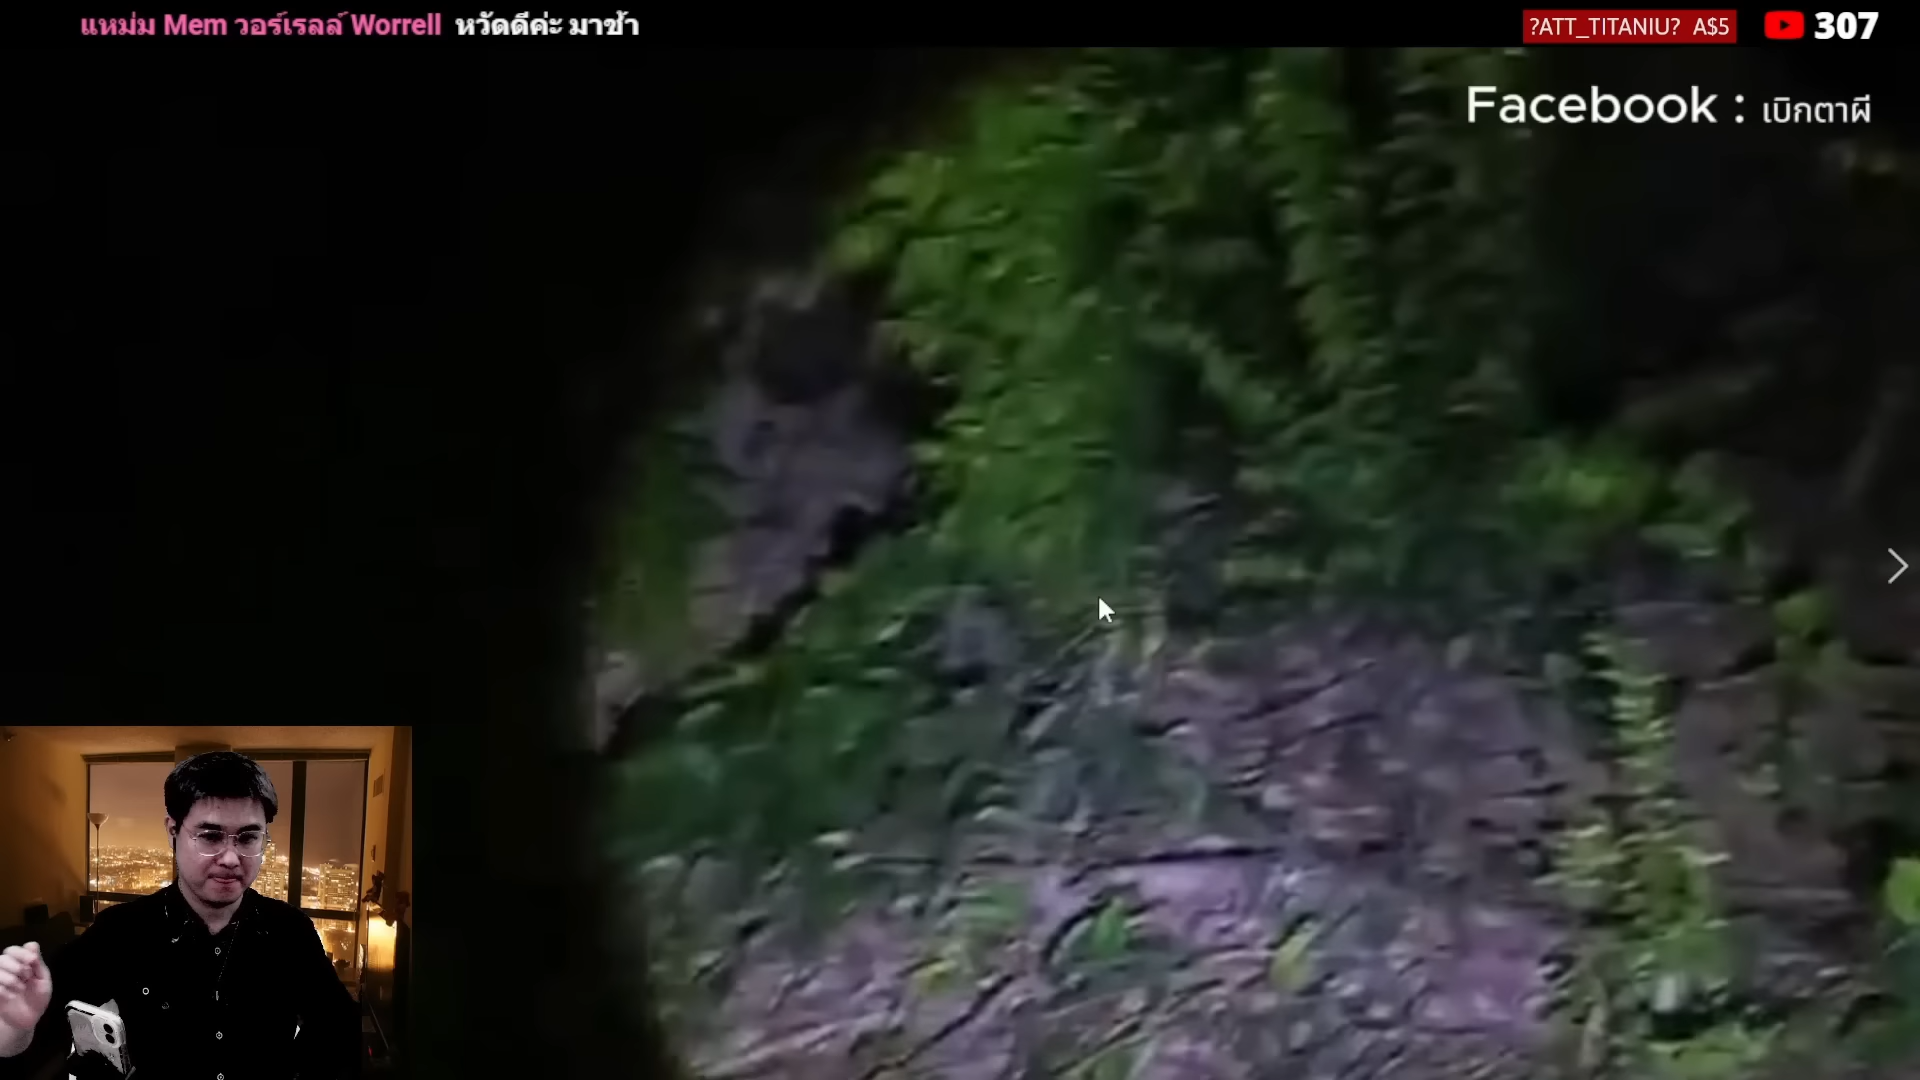 แหม่ม Mem วอร์เรลล์ Worrell หวัดดีค่ะ มาช้า
?ATT_TITANIU? A$5
307
Facebook : เบิกตาผี